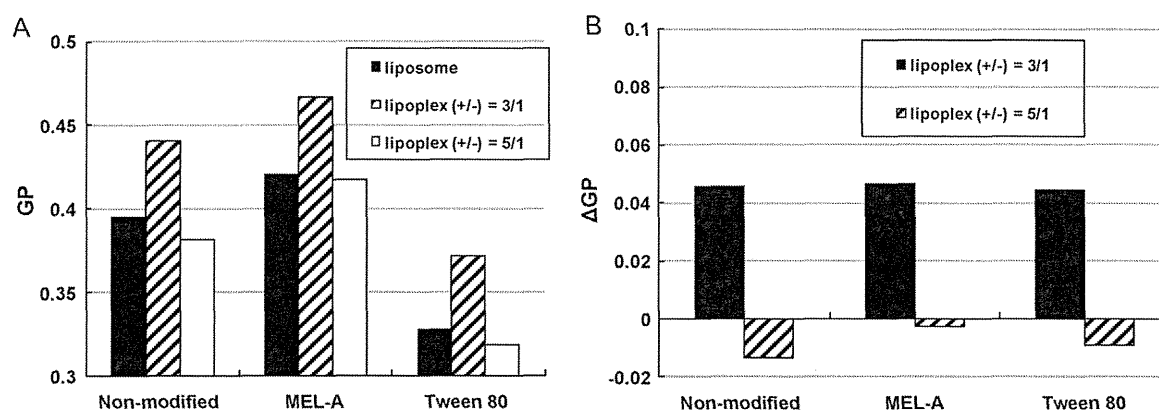 A
0.5
0.45
0.4
0.35
0.3
GP
liposome
lipoplex (+/-) = 3/1
lipoplex (+/-) = 5/1
Non-modified
MEL-A
Tween 80
B
0.1
0.08
0.06
0.04
0.02
0
-0.02
ΔGP
lipoplex (+/-) = 3/1
lipoplex (+/-) = 5/1
Non-modified
MEL-A
Tween 80